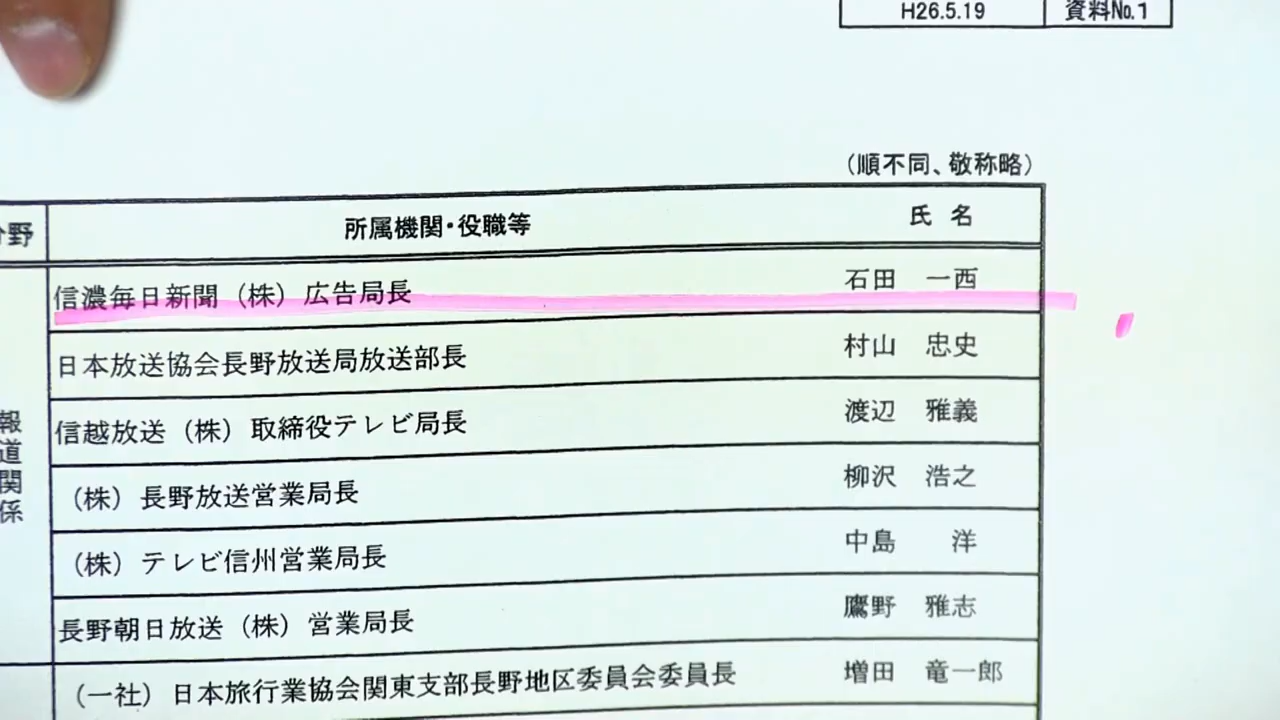 H26.5.19 資料No.1
（順不同、敬称略）
分野 所属機関・役職等 氏 名
報道関係
信濃毎日新聞（株）広告局長 石田 一西
日本放送協会長野放送局放送部長 村山 忠史
信越放送（株）取締役テレビ局長 渡辺 雅義
（株）長野放送営業局長 柳沢 浩之
（株）テレビ信州営業局長 中島 洋
長野朝日放送（株）営業局長 鷹野 雅志
（一社）日本旅行業協会関東支部長野地区委員会委員長 増田 竜一郎